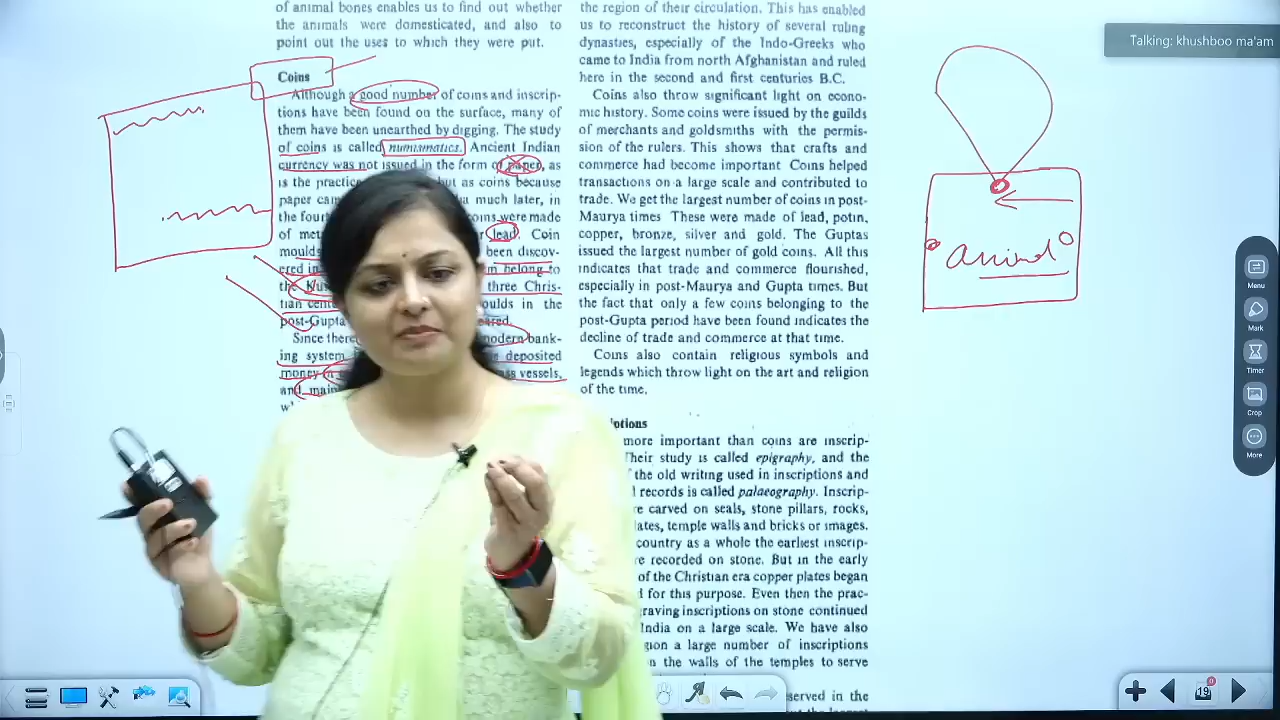 of animal bones enables us to find out whether
the animals were domesticated, and also to
point out the uses to which they were put.
Coins
Although a good number of coins and inscrip-
tions have been found on the surface, many of
them have been unearthed by digging. The study
of coins is called numismatics. Ancient Indian
currency was not issued in the form of paper, as
is the practice but as coins because
paper much later, in
the were made
of lead. Coin
moulds been discov-
ered in belong to
the three Chris-
tian moulds in the
post-Gupta
Since there modern bank-
ing system deposited
money vessels,
and
the region of their circulation. This has enabled
us to reconstruct the history of several ruling
dynasties, especially of the Indo-Greeks who
came to India from north Afghanistan and ruled
here in the second and first centuries B.C.
Coins also throw significant light on econo-
mic history. Some coins were issued by the guilds
of merchants and goldsmiths with the permis-
sion of the rulers. This shows that crafts and
commerce had become important Coins helped
transactions on a large scale and contributed to
trade. We get the largest number of coins in post-
Maurya times These were made of lead, potin,
copper, bronze, silver and gold. The Guptas
issued the largest number of gold coins. All this
indicates that trade and commerce flourished,
especially in post-Maurya and Gupta times. But
the fact that only a few coins belonging to the
post-Gupta period have been found indicates the
decline of trade and commerce at that time.
Coins also contain religious symbols and
legends which throw light on the art and religion
of the time.
more important than coins are inscrip-
Their study is called epigraphy, and the
the old writing used in inscriptions and
records is called palaeography. Inscrip-
carved on seals, stone pillars, rocks,
temple walls and bricks or images.
country as a whole the earliest inscrip-
recorded on stone. But in the early
of the Christian era copper plates began
for this purpose. Even then the prac-
inscriptions on stone continued
India on a large scale. We have also
a large number of inscriptions
the walls of the temples to serve
in the
Talking: khushboo ma'am
Menu
Mark
Timer
Crop
More
19